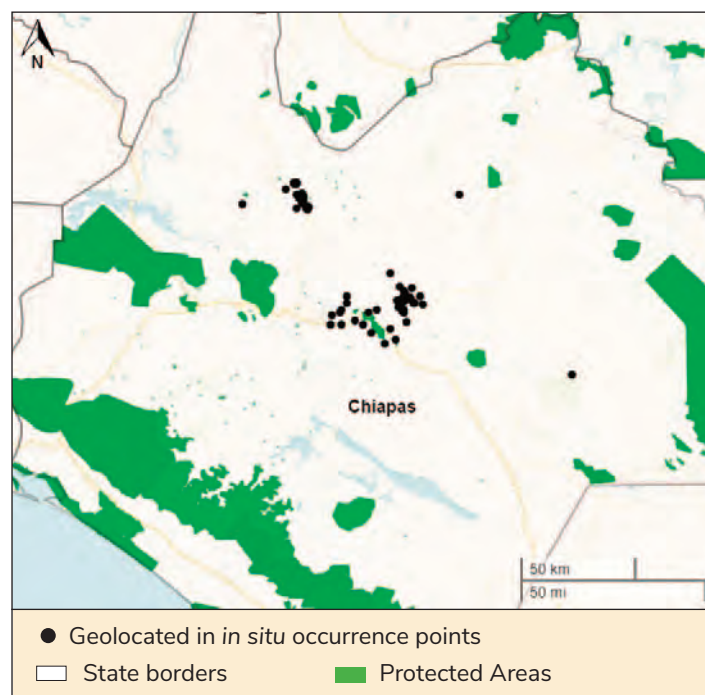 N
Chiapas
50 km
50 mi
Geolocated in in situ occurrence points
State borders
Protected Areas